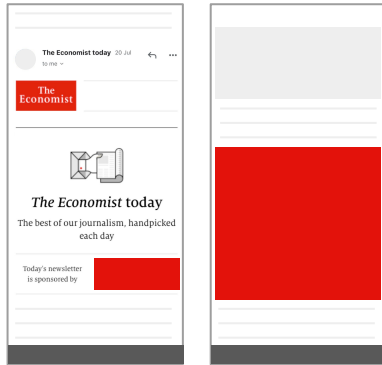 The Economist today 20 Jul
to me
The
Economist
The Economist today
The best of our journalism, handpicked
each day
Today's newsletter
is sponsored by